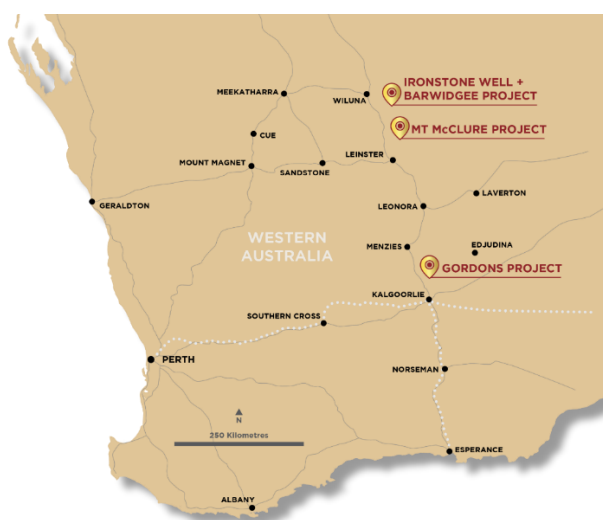 IRONSTONE WELL +
BARWIDGEE PROJECT
MEEKATHARRA
WILUNA
MT McCLURE PROJECT
CUE
LEINSTER
MOUNT MAGNET
SANDSTONE
LAVERTON
GERALDTON
LEONORA
WESTERN
AUSTRALIA
MENZIES
EDJUDINA
GORDONS PROJECT
KALGOORLIE
SOUTHERN CROSS
PERTH
NORSEMAN
N
250 Kilometres
ESPERANCE
ALBANY